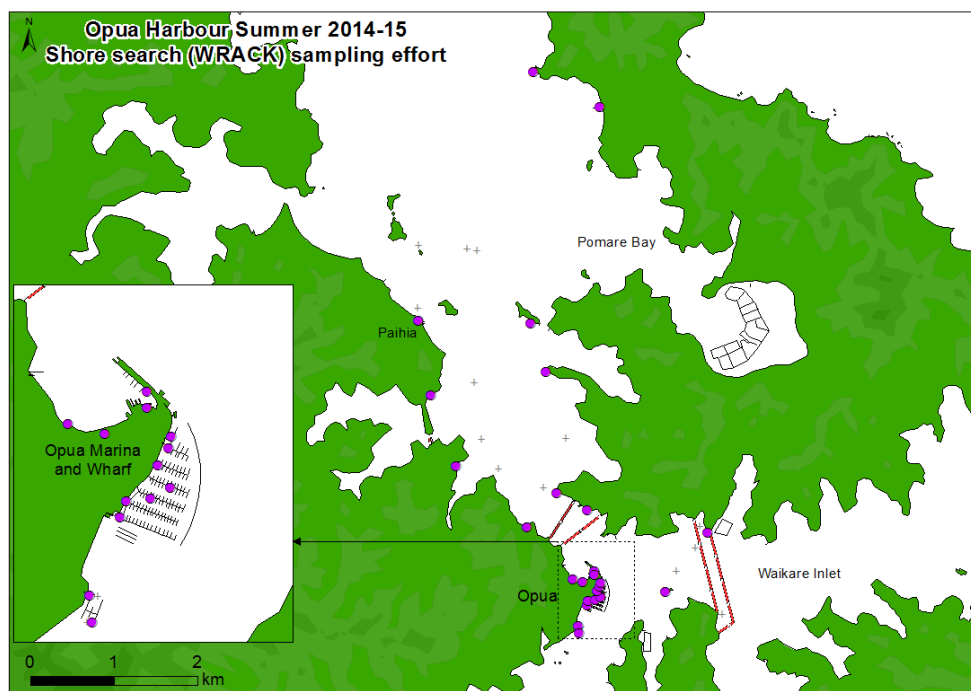 N
Opua Harbour Summer 2014-15
Shore search (WRACK) sampling effort
Pomare Bay
Paihia
Opua Marina
and Wharf
Waikare Inlet
Opua
0 1 2
km